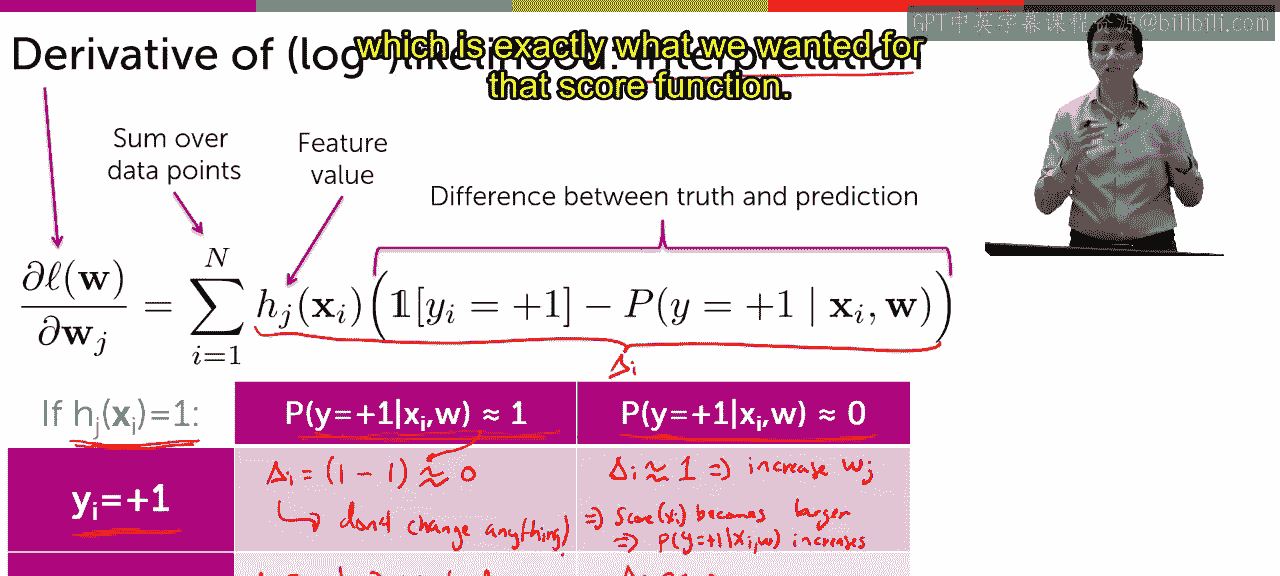 GPT中英字幕课程资源@bilibili.com
which is exactly what we wanted for
that score function.
Derivative of (log-)likelihood: Interpretation
Sum over
data points
Feature
value
Difference between truth and prediction
∂ℓ(w)/∂w_j = Σ_{i=1}^{N} h_j(x_i)(𝟙[y_i = +1] − P(y = +1 | x_i, w))
Δi
If h_j(x_i)=1:
P(y=+1|x_i,w) ≈ 1
P(y=+1|x_i,w) ≈ 0
y_i=+1
Δi = (1 - 1) ≈ 0
↳ don't change anything!
Δi ≈ 1 => increase w_j
=> Score(x_i) becomes larger
=> P(y=+1|x_i,w) increases